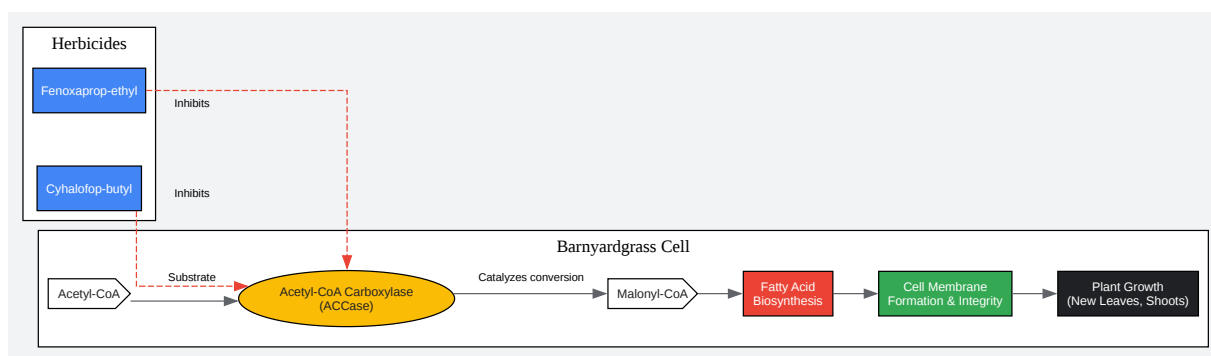 Herbicides
Fenoxaprop-ethyl
Inhibits
Cyhalofop-butyl
Inhibits
Barnyardgrass Cell
Acetyl-CoA
Substrate
Acetyl-CoA Carboxylase
(ACCase)
Catalyzes conversion
Malonyl-CoA
Fatty Acid
Biosynthesis
Cell Membrane
Formation & Integrity
Plant Growth
(New Leaves, Shoots)